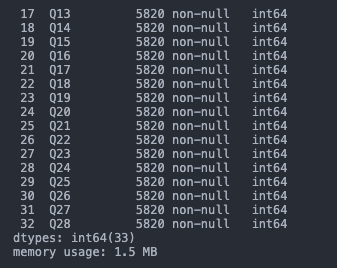 17  Q13         5820 non-null   int64
18  Q14         5820 non-null   int64
19  Q15         5820 non-null   int64
20  Q16         5820 non-null   int64
21  Q17         5820 non-null   int64
22  Q18         5820 non-null   int64
23  Q19         5820 non-null   int64
24  Q20         5820 non-null   int64
25  Q21         5820 non-null   int64
26  Q22         5820 non-null   int64
27  Q23         5820 non-null   int64
28  Q24         5820 non-null   int64
29  Q25         5820 non-null   int64
30  Q26         5820 non-null   int64
31  Q27         5820 non-null   int64
32  Q28         5820 non-null   int64
dtypes: int64(33)
memory usage: 1.5 MB